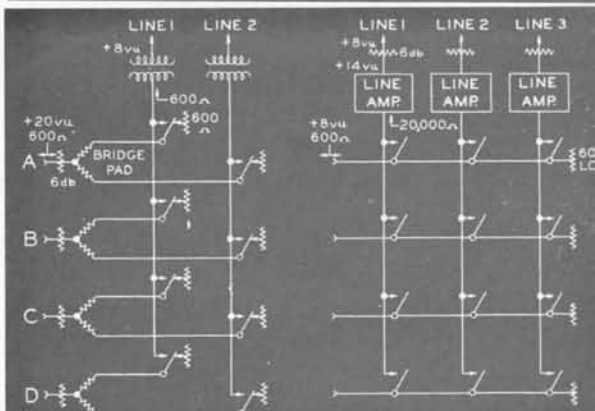 LINE 1
LINE 2
+8vu
600Ω
600
Ω
+20vu
600Ω
A
BRIDGE
PAD
6db
B
C
D
LINE 1
LINE 2
LINE 3
+8vu
6db
+14vu
LINE
AMP.
LINE
AMP.
LINE
AMP.
20,000Ω
+8vu
600Ω